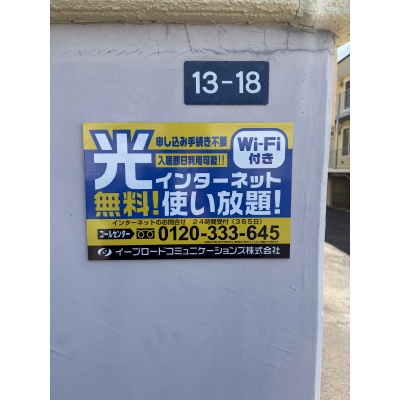 13-18
光
申し込み手続き不要
入居即日利用可能!!
Wi-Fi
付き
インターネット
無料!使い放題!
インターネットのお問合せ 24時間受付(365日)
コールセンター 0120-333-645
イーブロードコミュニケーションズ株式会社